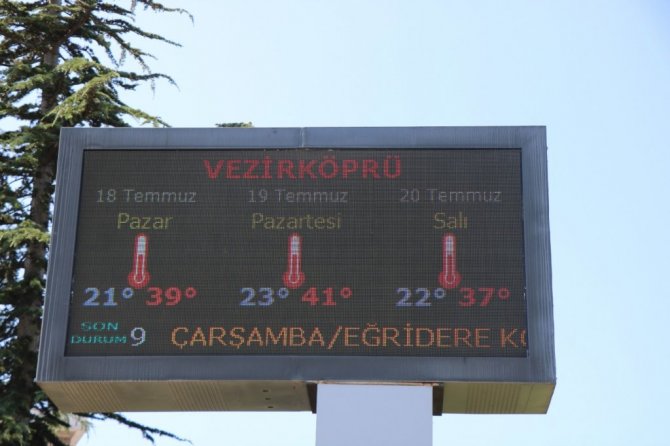 VEZİRKÖPRÜ
18 Temmuz 19 Temmuz 20 Temmuz
Pazar Pazartesi Salı
21° 39° 23° 41° 22° 37°
SON
DURUM 9 ÇARŞAMBA/EĞRİDERE KÖ